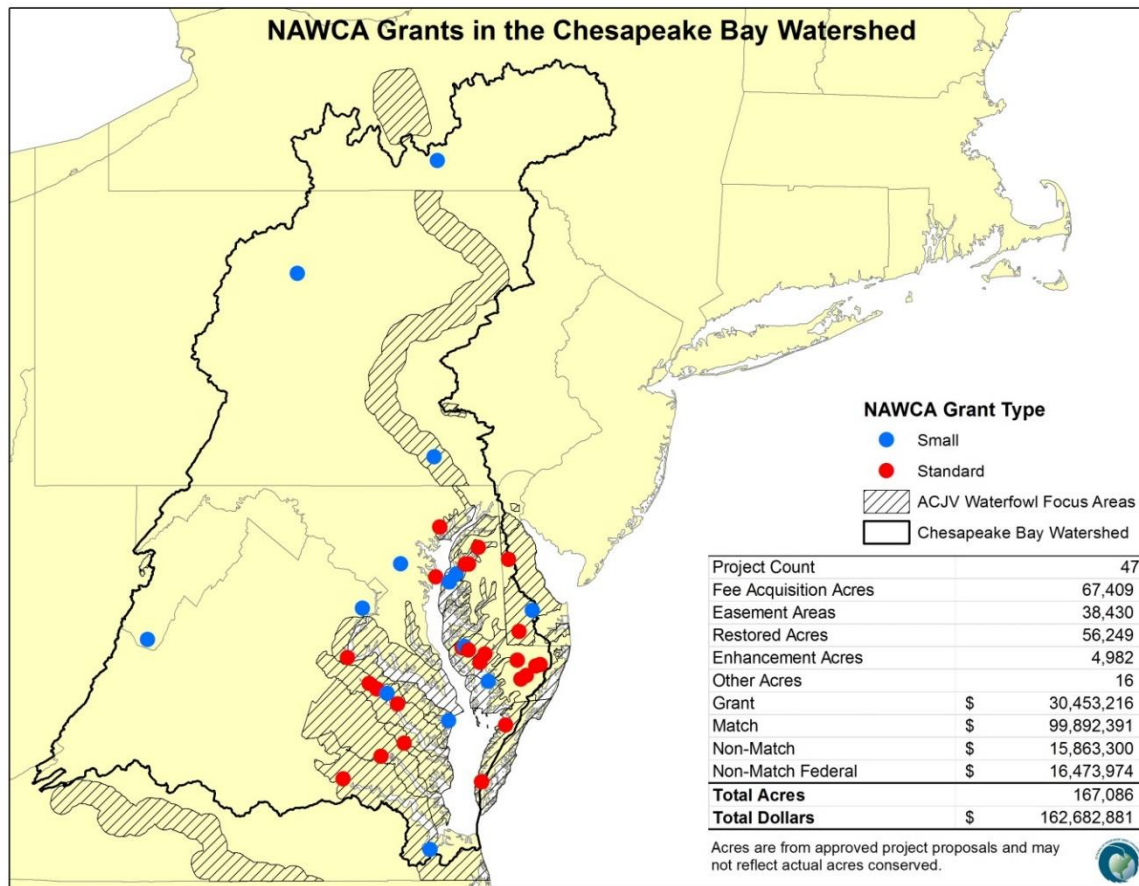 NAWCA Grants in the Chesapeake Bay Watershed
NAWCA Grant Type
Small
Standard
ACJV Waterfowl Focus Areas
Chesapeake Bay Watershed
Project Count 47
Fee Acquisition Acres 67,409
Easement Areas 38,430
Restored Acres 56,249
Enhancement Acres 4,982
Other Acres 16
Grant $ 30,453,216
Match $ 99,892,391
Non-Match $ 15,863,300
Non-Match Federal $ 16,473,974
Total Acres 167,086
Total Dollars $ 162,682,881
Acres are from approved project proposals and may
not reflect actual acres conserved.